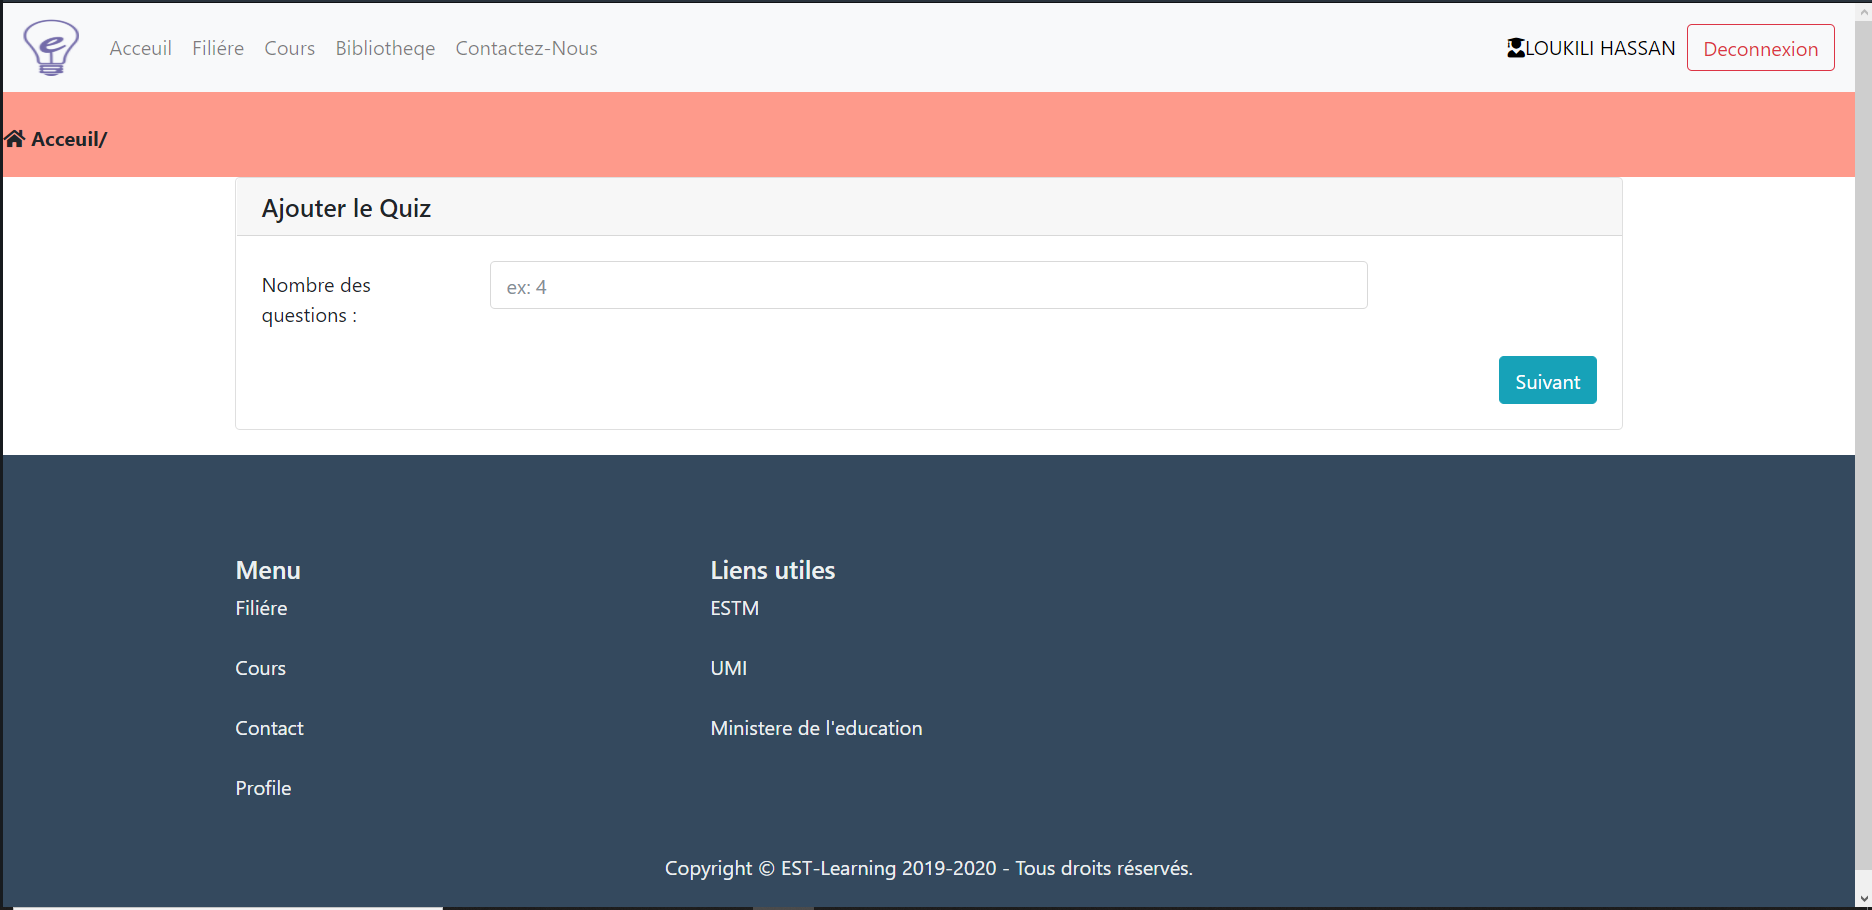 e
Acceuil Filiére Cours Bibliotheqe Contactez-Nous LOUKILI HASSAN Deconnexion
Acceuil/
Ajouter le Quiz
Nombre des
questions :
ex: 4
Suivant
Menu
Filiére
Cours
Contact
Profile
Liens utiles
ESTM
UMI
Ministere de l'education
Copyright © EST-Learning 2019-2020 - Tous droits réservés.